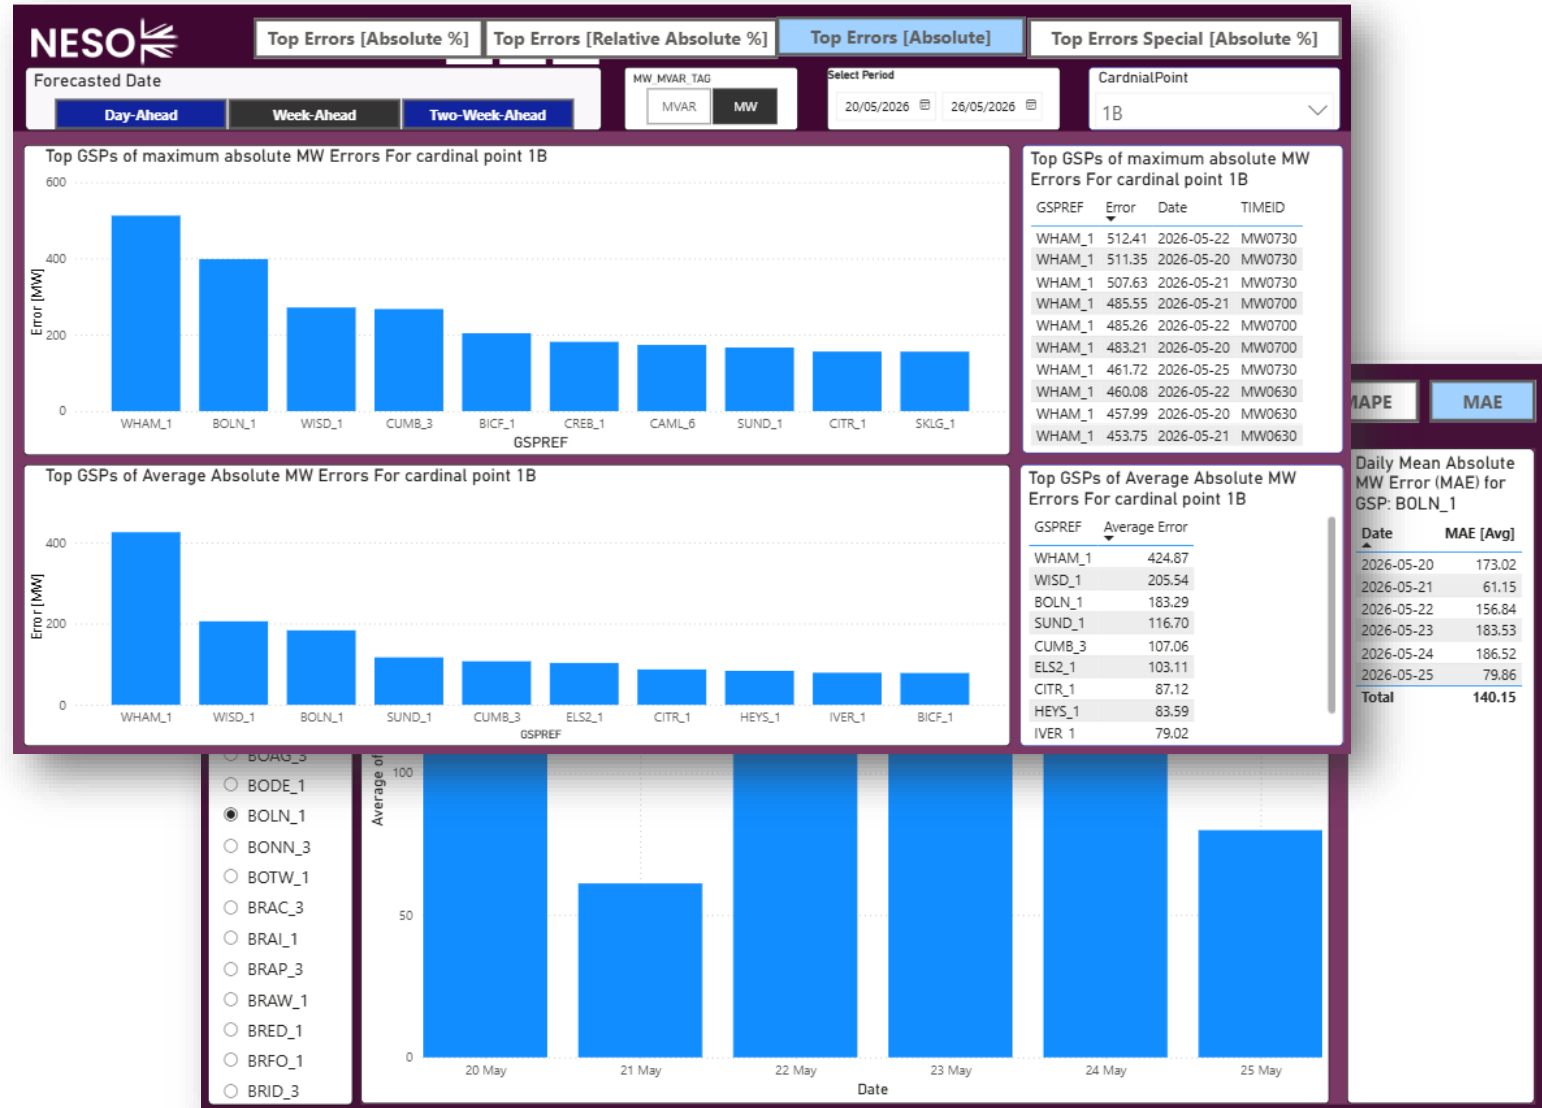 NESO
Top Errors [Absolute %]
Top Errors [Relative Absolute %]
Top Errors [Absolute]
Top Errors Special [Absolute %]
Forecasted Date
Day-Ahead
Week-Ahead
Two-Week-Ahead
MW_MVAR_TAG
MVAR
MW
Select Period
20/05/2026
26/05/2026
CardnialPoint
1B
Top GSPs of maximum absolute MW Errors For cardinal point 1B
600
400
200
0
Error [MW]
WHAM_1 BOLN_1 WISD_1 CUMB_3 BICF_1 CREB_1 CAML_6 SUND_1 CITR_1 SKLG_1
GSPREF
Top GSPs of maximum absolute MW
Errors For cardinal point 1B
GSPREF Error Date TIMEID
WHAM_1 512.41 2026-05-22 MW0730
WHAM_1 511.35 2026-05-20 MW0730
WHAM_1 507.63 2026-05-21 MW0730
WHAM_1 485.55 2026-05-21 MW0700
WHAM_1 485.26 2026-05-22 MW0700
WHAM_1 483.21 2026-05-20 MW0700
WHAM_1 461.72 2026-05-25 MW0730
WHAM_1 460.08 2026-05-22 MW0630
WHAM_1 457.99 2026-05-20 MW0630
WHAM_1 453.75 2026-05-21 MW0630
Top GSPs of Average Absolute MW Errors For cardinal point 1B
400
200
0
Error [MW]
WHAM_1 WISD_1 BOLN_1 SUND_1 CUMB_3 ELS2_1 CITR_1 HEYS_1 IVER_1 BICF_1
GSPREF
Top GSPs of Average Absolute MW
Errors For cardinal point 1B
GSPREF Average Error
WHAM_1 424.87
WISD_1 205.54
BOLN_1 183.29
SUND_1 116.70
CUMB_3 107.06
ELS2_1 103.11
CITR_1 87.12
HEYS_1 83.59
IVER_1 79.02
MAPE
MAE
Daily Mean Absolute
MW Error (MAE) for
GSP: BOLN_1
Date MAE [Avg]
2026-05-20 173.02
2026-05-21 61.15
2026-05-22 156.84
2026-05-23 183.53
2026-05-24 186.52
2026-05-25 79.86
Total 140.15
BOAG_3
BODE_1
BOLN_1
BONN_3
BOTW_1
BRAC_3
BRAI_1
BRAP_3
BRAW_1
BRED_1
BRFO_1
BRID_3
Average of
100
50
0
20 May 21 May 22 May 23 May 24 May 25 May
Date